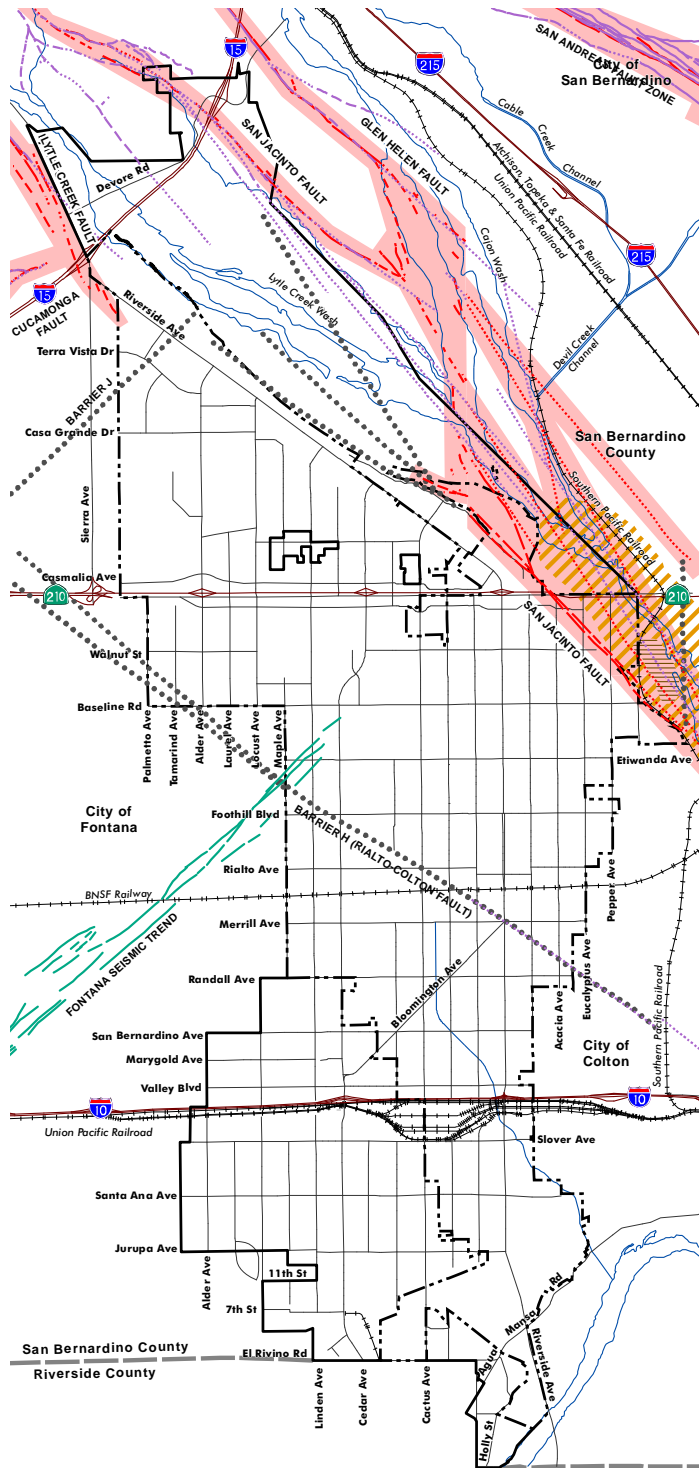 15
215
SAN ANDREAS FAULT ZONE
City of
San Bernardino
Cable
Creek
Channel
GLEN HELEN FAULT
SAN JACINTO FAULT
Atchison, Topeka & Santa Fe Railroad
Union Pacific Railroad
LYTLE CREEK FAULT
Devore Rd
Cajon Wash
215
15
CUCAMONGA
FAULT
Riverside Ave
Lytle Creek Wash
Devil Creek
Channel
Terra Vista Dr
BARRIER J
Casa Grande Dr
San Bernardino
County
Sierra Ave
Southern Pacific Railroad
Casmalia Ave
210
210
SAN JACINTO FAULT
Walnut St
Baseline Rd
Palmetto Ave
Tamarind Ave
Alder Ave
Laurel Ave
Locust Ave
Maple Ave
Etiwanda Ave
City of
Fontana
Foothill Blvd
BARRIER H (RIALTO-COLTON FAULT)
Rialto Ave
BNSF Railway
Pepper Ave
Merrill Ave
FONTANA SEISMIC TREND
Randall Ave
Bloomington Ave
Eucalyptus Ave
Acacia Ave
Southern Pacific Railroad
San Bernardino Ave
City of
Colton
Marygold Ave
Valley Blvd
10
10
Union Pacific Railroad
Slover Ave
Santa Ana Ave
Jurupa Ave
Alder Ave
11th St
7th St
Agua Mansa Rd
Riverside Ave
San Bernardino County
El Rivino Rd
Riverside County
Linden Ave
Cedar Ave
Cactus Ave
Holly St